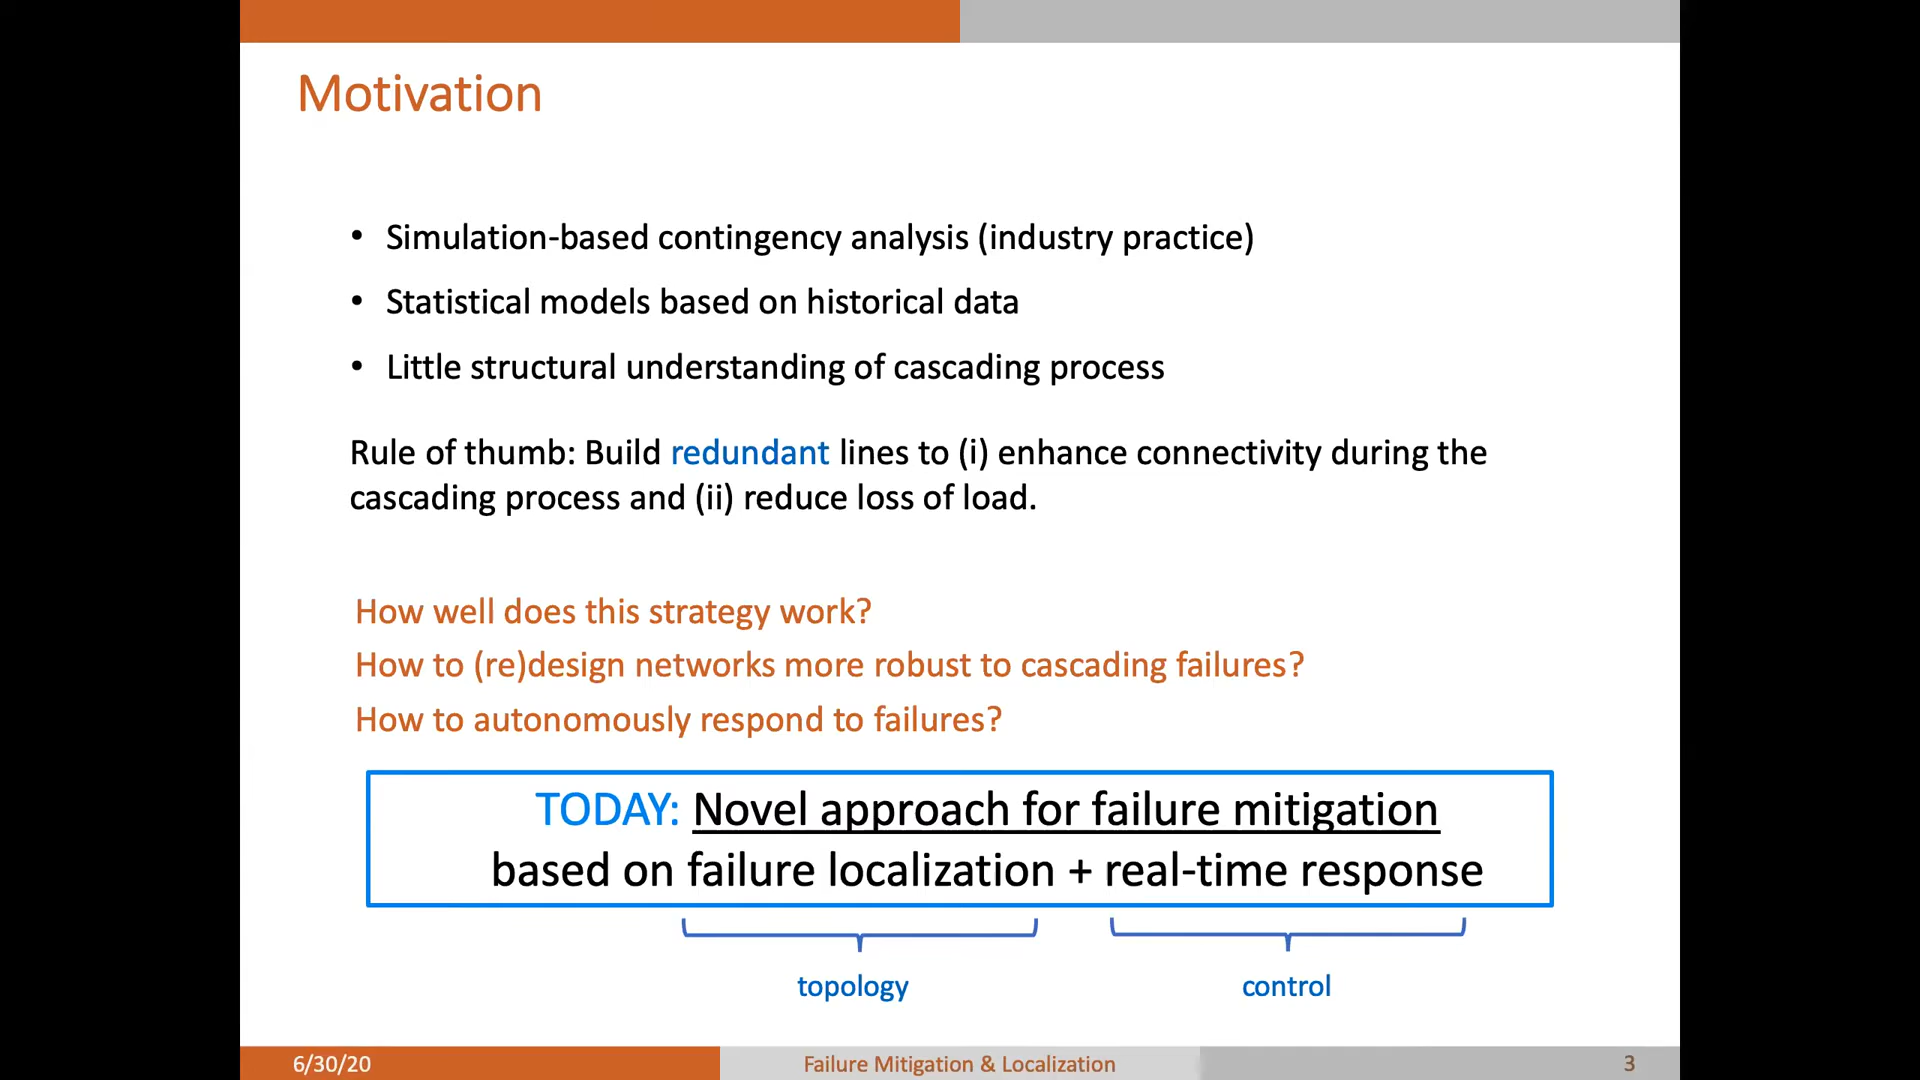 Motivation
• Simulation-based contingency analysis (industry practice)
• Statistical models based on historical data
• Little structural understanding of cascading process
Rule of thumb: Build redundant lines to (i) enhance connectivity during the
cascading process and (ii) reduce loss of load.
How well does this strategy work?
How to (re)design networks more robust to cascading failures?
How to autonomously respond to failures?
TODAY: Novel approach for failure mitigation
based on failure localization + real-time response
topology control
6/30/20 Failure Mitigation & Localization 3